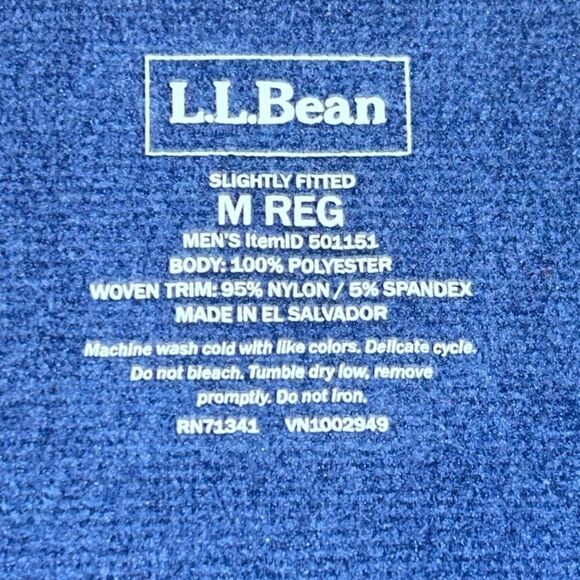 L.L.Bean
SLIGHTLY FITTED
M REG
MEN'S ItemID 501151
BODY: 100% POLYESTER
WOVEN TRIM: 95% NYLON / 5% SPANDEX
MADE IN EL SALVADOR
Machine wash cold with like colors. Delicate cycle.
Do not bleach. Tumble dry low, remove
promptly. Do not iron.
RN71341 VN1002949